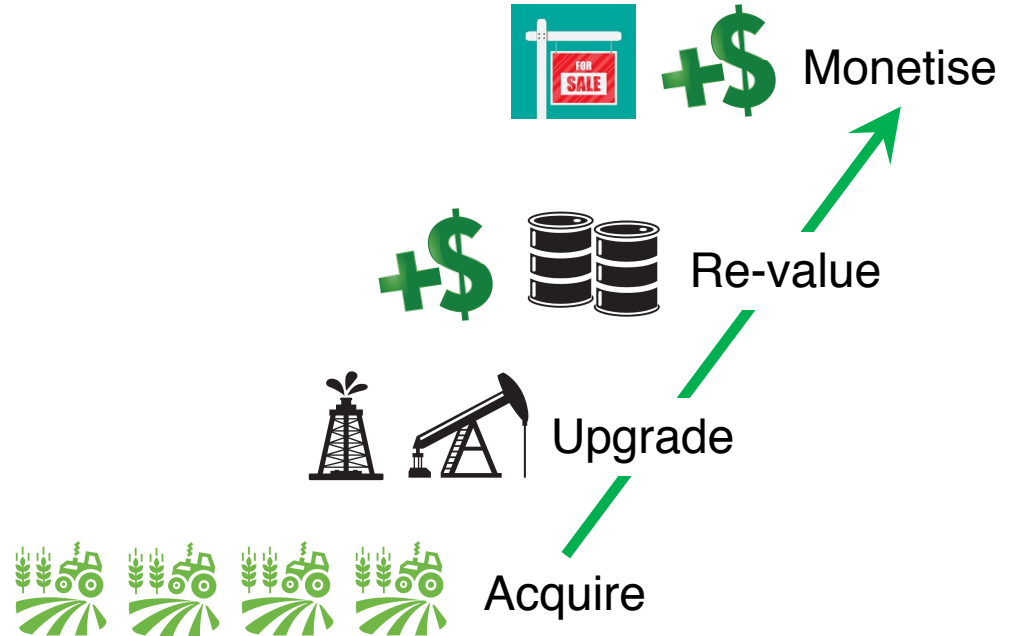 FOR
SALE
+$ Monetise
+$ Re-value
Upgrade
Acquire